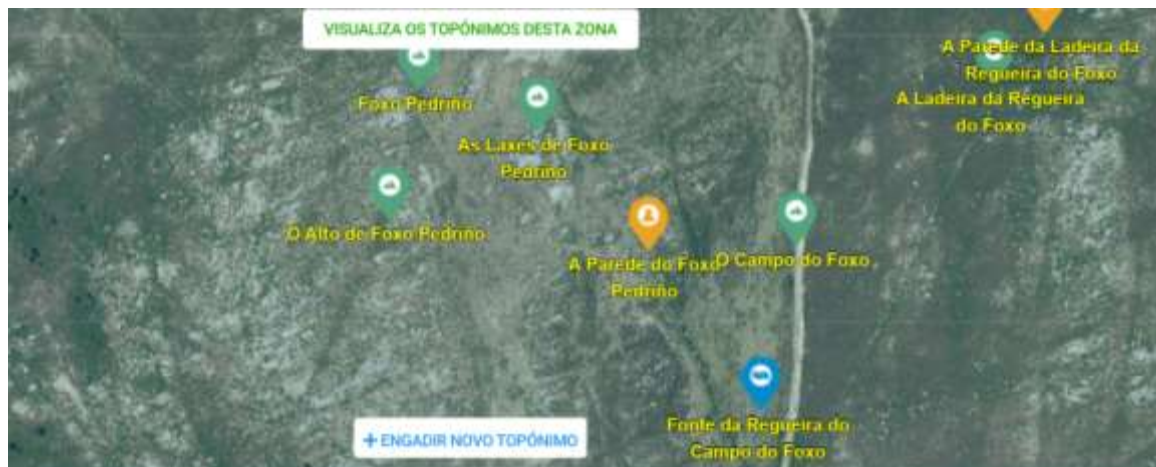 VISUALIZA OS TOPÓNIMOS DESTA ZONA
A Parede da Ladeira da
Regueira do Foxo
A Ladeira da Regueira
do Foxo
Foxo Pedriño
As Laxes de Foxo
Pedriño
O Alto de Foxo Pedriño
A Parede do Foxo
Pedriño
O Campo do Foxo
Fonte da Regueira do
Campo do Foxo
+ ENGADIR NOVO TOPÓNIMO